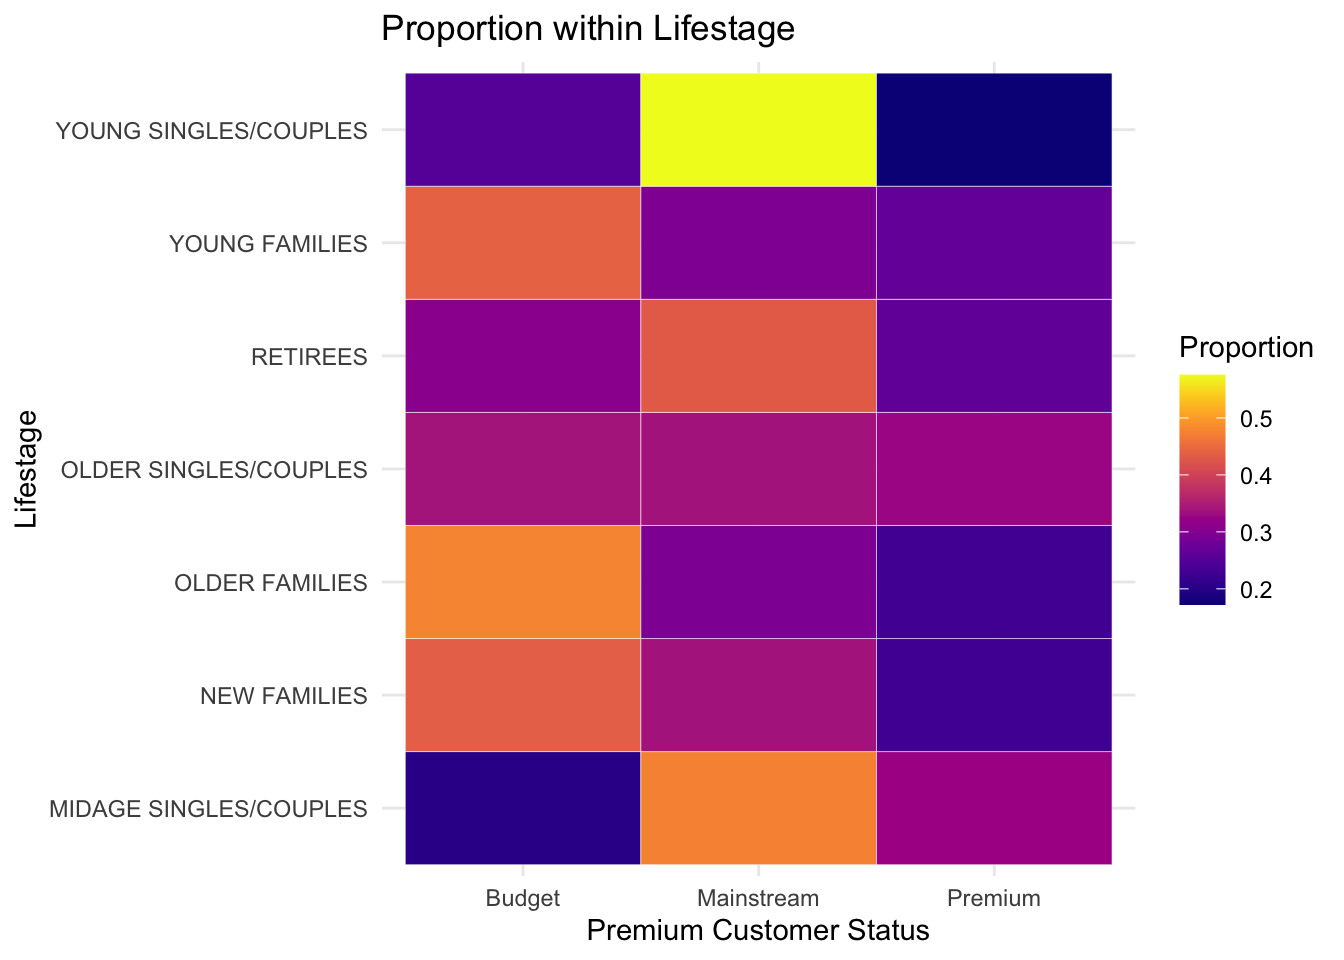 Proportion within Lifestage
YOUNG SINGLES/COUPLES
YOUNG FAMILIES
RETIREES
OLDER SINGLES/COUPLES
OLDER FAMILIES
NEW FAMILIES
MIDAGE SINGLES/COUPLES
Lifestage
Budget
Mainstream
Premium
Premium Customer Status
Proportion
0.5
0.4
0.3
0.2